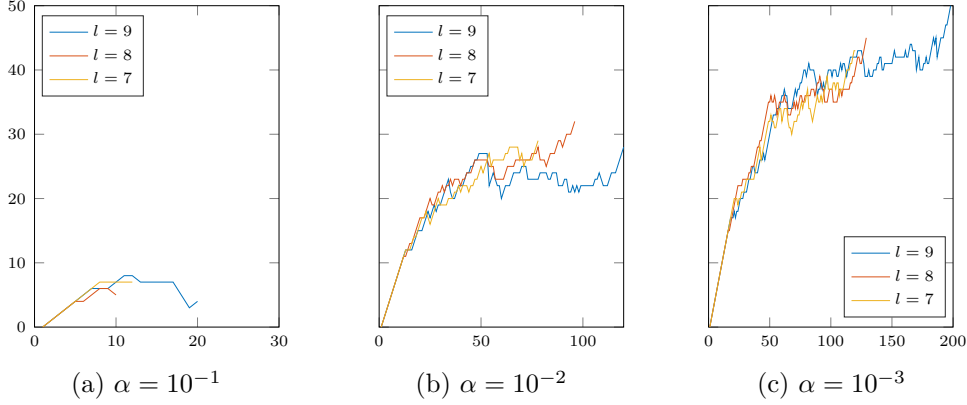 50
40
30
20
10
0
0 10 20 30
l = 9
l = 8
l = 7
(a) α = 10⁻¹
0 50 100
l = 9
l = 8
l = 7
(b) α = 10⁻²
0 50 100 150 200
l = 9
l = 8
l = 7
(c) α = 10⁻³